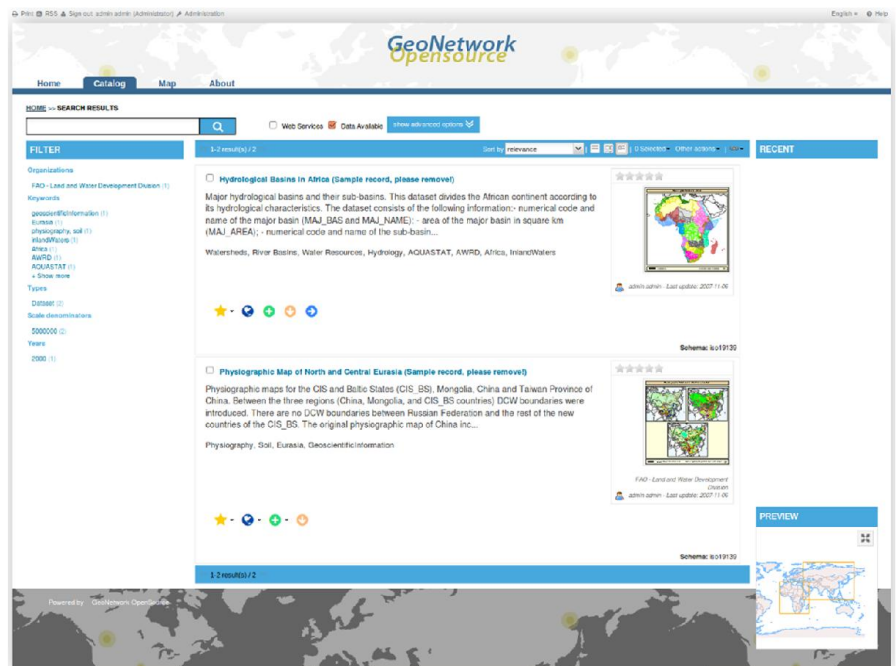 Print RSS Sign out: admin admin (Administrator) Administration
English Help
GeoNetwork
Opensource
Home Catalog Map About
HOME >> SEARCH RESULTS
Web Services Data Available show advanced options
FILTER
1-2 result(s) / 2 Sort by relevance 0 Selected Other actions
RECENT
Organizations
FAO - Land and Water Development Division (1)
Keywords
geoscientificInformation (1)
Eurasia (1)
physiography, soil (1)
inlandWaters (1)
Africa (1)
AWRD (1)
AQUASTAT (1)
+ Show more
Types
Dataset (2)
Scale denominators
5000000 (2)
Years
2000 (1)
Hydrological Basins in Africa (Sample record, please remove!)
Major hydrological basins and their sub-basins. This dataset divides the African continent according to
its hydrological characteristics. The dataset consists of the following information:- numerical code and
name of the major basin (MAJ_BAS and MAJ_NAME); - area of the major basin in square km
(MAJ_AREA); - numerical code and name of the sub-basin...
Watersheds, River Basins, Water Resources, Hydrology, AQUASTAT, AWRD, Africa, InlandWaters
admin admin - Last update: 2007-11-06
Schema: iso19139
Physiographic Map of North and Central Eurasia (Sample record, please remove!)
Physiographic maps for the CIS and Baltic States (CIS_BS), Mongolia, China and Taiwan Province of
China. Between the three regions (China, Mongolia, and CIS_BS countries) DCW boundaries were
introduced. There are no DCW boundaries between Russian Federation and the rest of the new
countries of the CIS_BS. The original physiographic map of China inc...
Physiography, Soil, Eurasia, GeoscientificInformation
FAO - Land and Water Development
Division
admin admin - Last update: 2007-11-06
Schema: iso19139
PREVIEW
1-2 result(s) / 2
Powered by GeoNetwork OpenSource